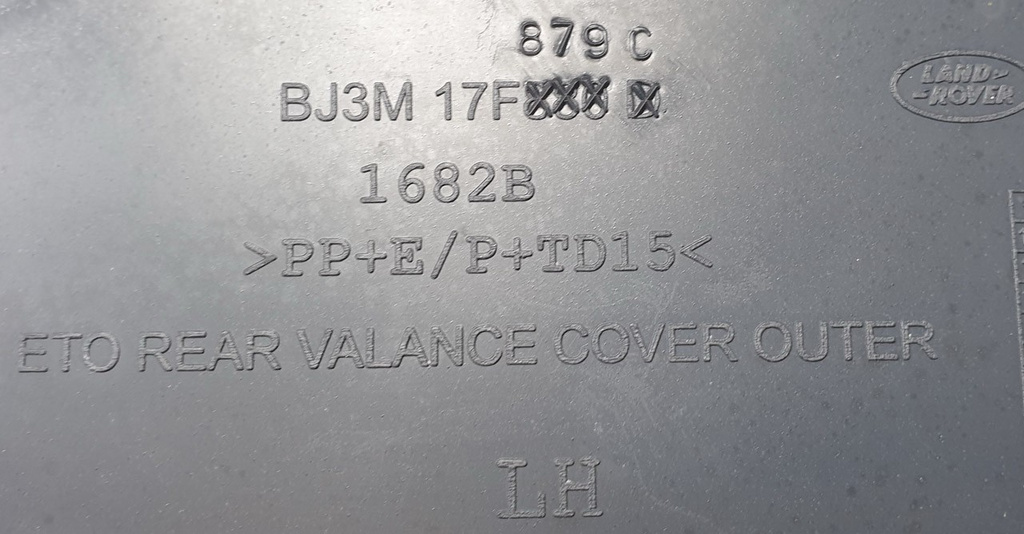 879 C
BJ3M 17F
LAND-
-ROVER
1682B
>PP+E/P+TD15<
ETO REAR VALANCE COVER OUTER
LH